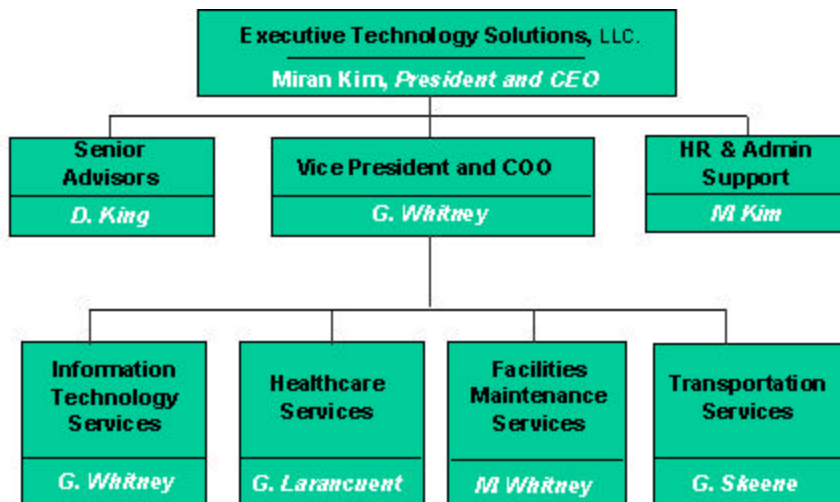 Executive Technology Solutions, LLC.
Miran Kim, President and CEO
Senior
Advisors
D. King
Vice President and COO
G. Whitney
HR & Admin
Support
M Kim
Information
Technology
Services
G. Whitney
Healthcare
Services
G. Larancuent
Facilities
Maintenance
Services
M Whitney
Transportation
Services
G. Skeene